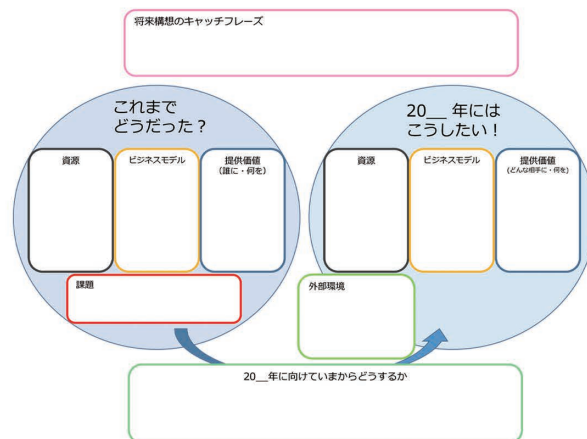 将来構想のキャッチフレーズ
これまで
どうだった？
資源
ビジネスモデル
提供価値
（誰に・何を）
課題
20__ 年には
こうしたい！
資源
ビジネスモデル
提供価値
(どんな相手に・何を)
外部環境
20__年に向けていまからどうするか